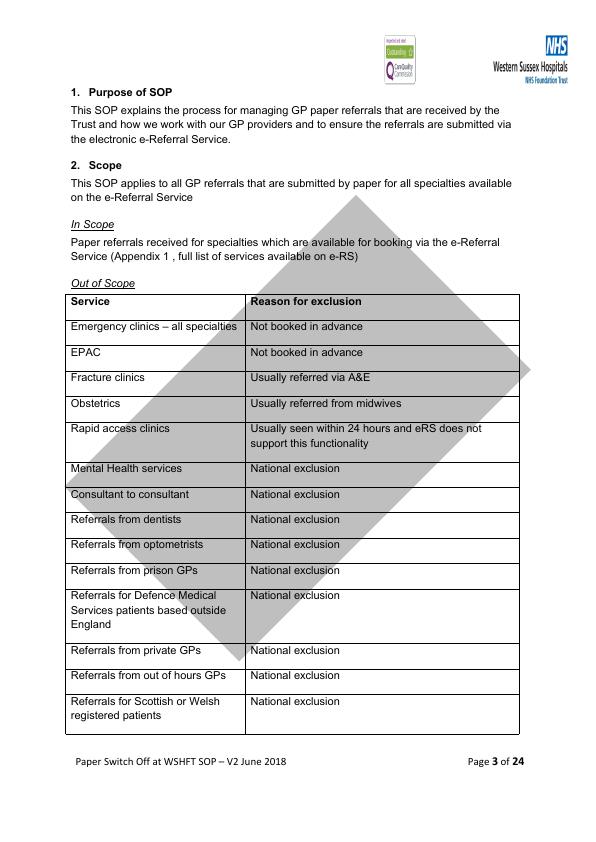 Inspected and rated
Outstanding
CareQuality
Commission
NHS
Western Sussex Hospitals
NHS Foundation Trust
1. Purpose of SOP
This SOP explains the process for managing GP paper referrals that are received by the
Trust and how we work with our GP providers and to ensure the referrals are submitted via
the electronic e-Referral Service.
2. Scope
This SOP applies to all GP referrals that are submitted by paper for all specialties available
on the e-Referral Service
In Scope
Paper referrals received for specialties which are available for booking via the e-Referral
Service (Appendix 1 , full list of services available on e-RS)
Out of Scope
Service Reason for exclusion
Emergency clinics – all specialties Not booked in advance
EPAC Not booked in advance
Fracture clinics Usually referred via A&E
Obstetrics Usually referred from midwives
Rapid access clinics Usually seen within 24 hours and eRS does not
support this functionality
Mental Health services National exclusion
Consultant to consultant National exclusion
Referrals from dentists National exclusion
Referrals from optometrists National exclusion
Referrals from prison GPs National exclusion
Referrals for Defence Medical National exclusion
Services patients based outside
England
Referrals from private GPs National exclusion
Referrals from out of hours GPs National exclusion
Referrals for Scottish or Welsh National exclusion
registered patients
Paper Switch Off at WSHFT SOP – V2 June 2018 Page 3 of 24